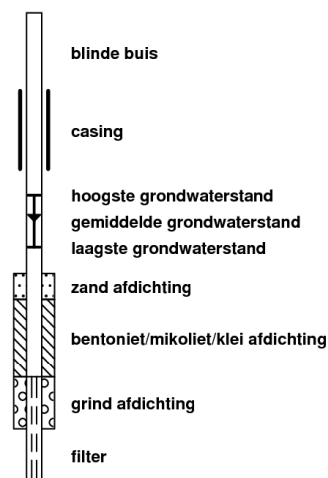 blinde buis
casing
hoogste grondwaterstand
gemiddelde grondwaterstand
laagste grondwaterstand
zand afdichting
bentoniet/mikoliet/klei afdichting
grind afdichting
filter